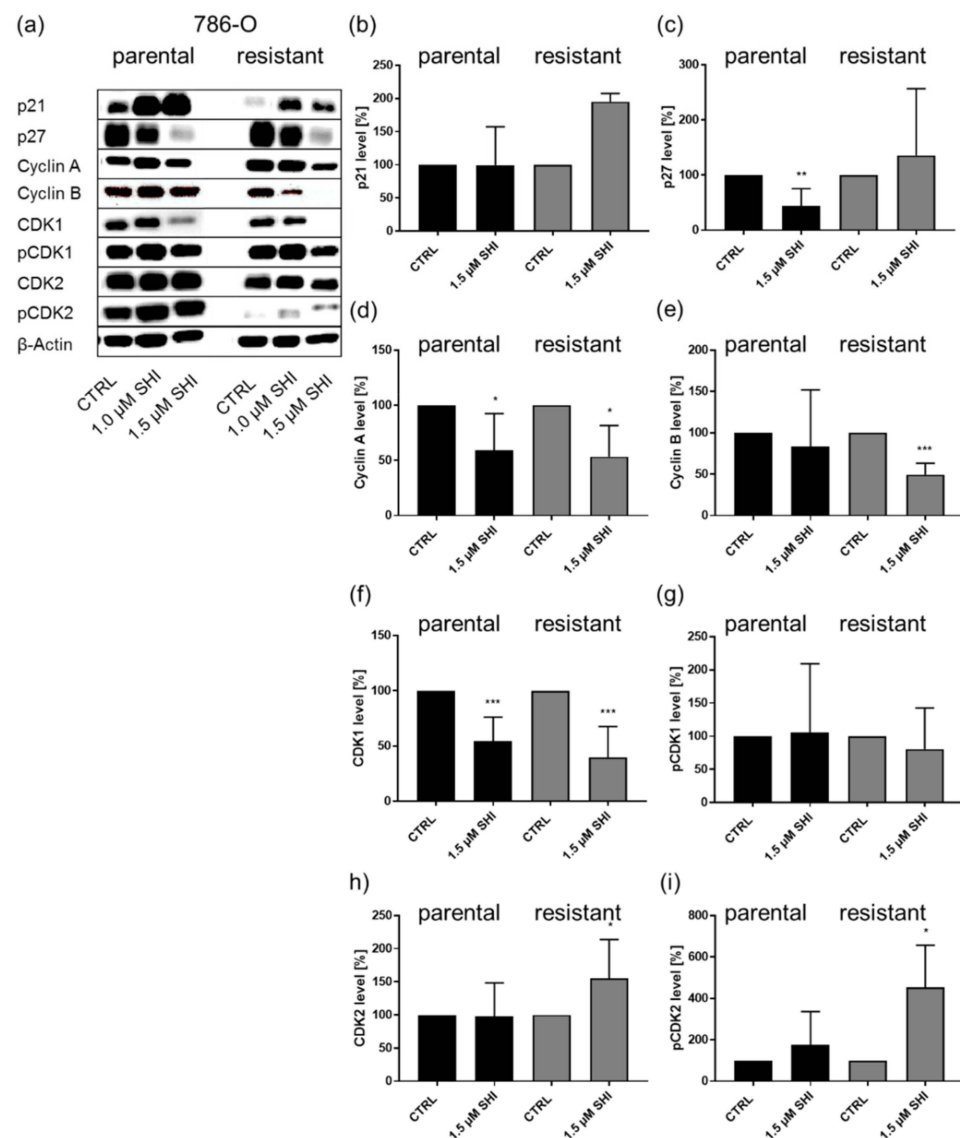 (a) 786-O
parental resistant
p21
p27
Cyclin A
Cyclin B
CDK1
pCDK1
CDK2
pCDK2
β-Actin
CTRL
1.0 µM SHI
1.5 µM SHI
CTRL
1.0 µM SHI
1.5 µM SHI
(b)
parental resistant
p21 level [%]
250
200
150
100
50
0
CTRL
1.5 µM SHI
CTRL
1.5 µM SHI
(c)
parental resistant
p27 level [%]
300
200
100
0
**
CTRL
1.5 µM SHI
CTRL
1.5 µM SHI
(d)
parental resistant
Cyclin A level [%]
150
100
50
0
*
*
CTRL
1.5 µM SHI
CTRL
1.5 µM SHI
(e)
parental resistant
Cyclin B level [%]
200
150
100
50
0
***
CTRL
1.5 µM SHI
CTRL
1.5 µM SHI
(f)
parental resistant
CDK1 level [%]
150
100
50
0
***
***
CTRL
1.5 µM SHI
CTRL
1.5 µM SHI
(g)
parental resistant
pCDK1 level [%]
250
200
150
100
50
0
CTRL
1.5 µM SHI
CTRL
1.5 µM SHI
h)
parental resistant
CDK2 level [%]
250
200
150
100
50
0
*
CTRL
1.5 µM SHI
CTRL
1.5 µM SHI
(i)
parental resistant
pCDK2 level [%]
800
600
400
200
0
*
CTRL
1.5 µM SHI
CTRL
1.5 µM SHI